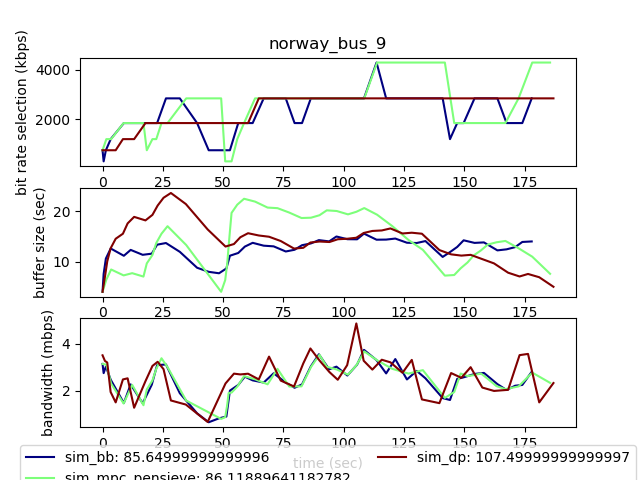 norway_bus_9
bit rate selection (kbps)
4000
2000
0 25 50 75 100 125 150 175
buffer size (sec)
20
10
0 25 50 75 100 125 150 175
bandwidth (mbps)
4
2
0 25 50 75 100 125 150 175
time (sec)
sim_bb: 85.64999999999996
sim_dp: 107.49999999999997
sim_mpc_pensieve: 86.11889641182782